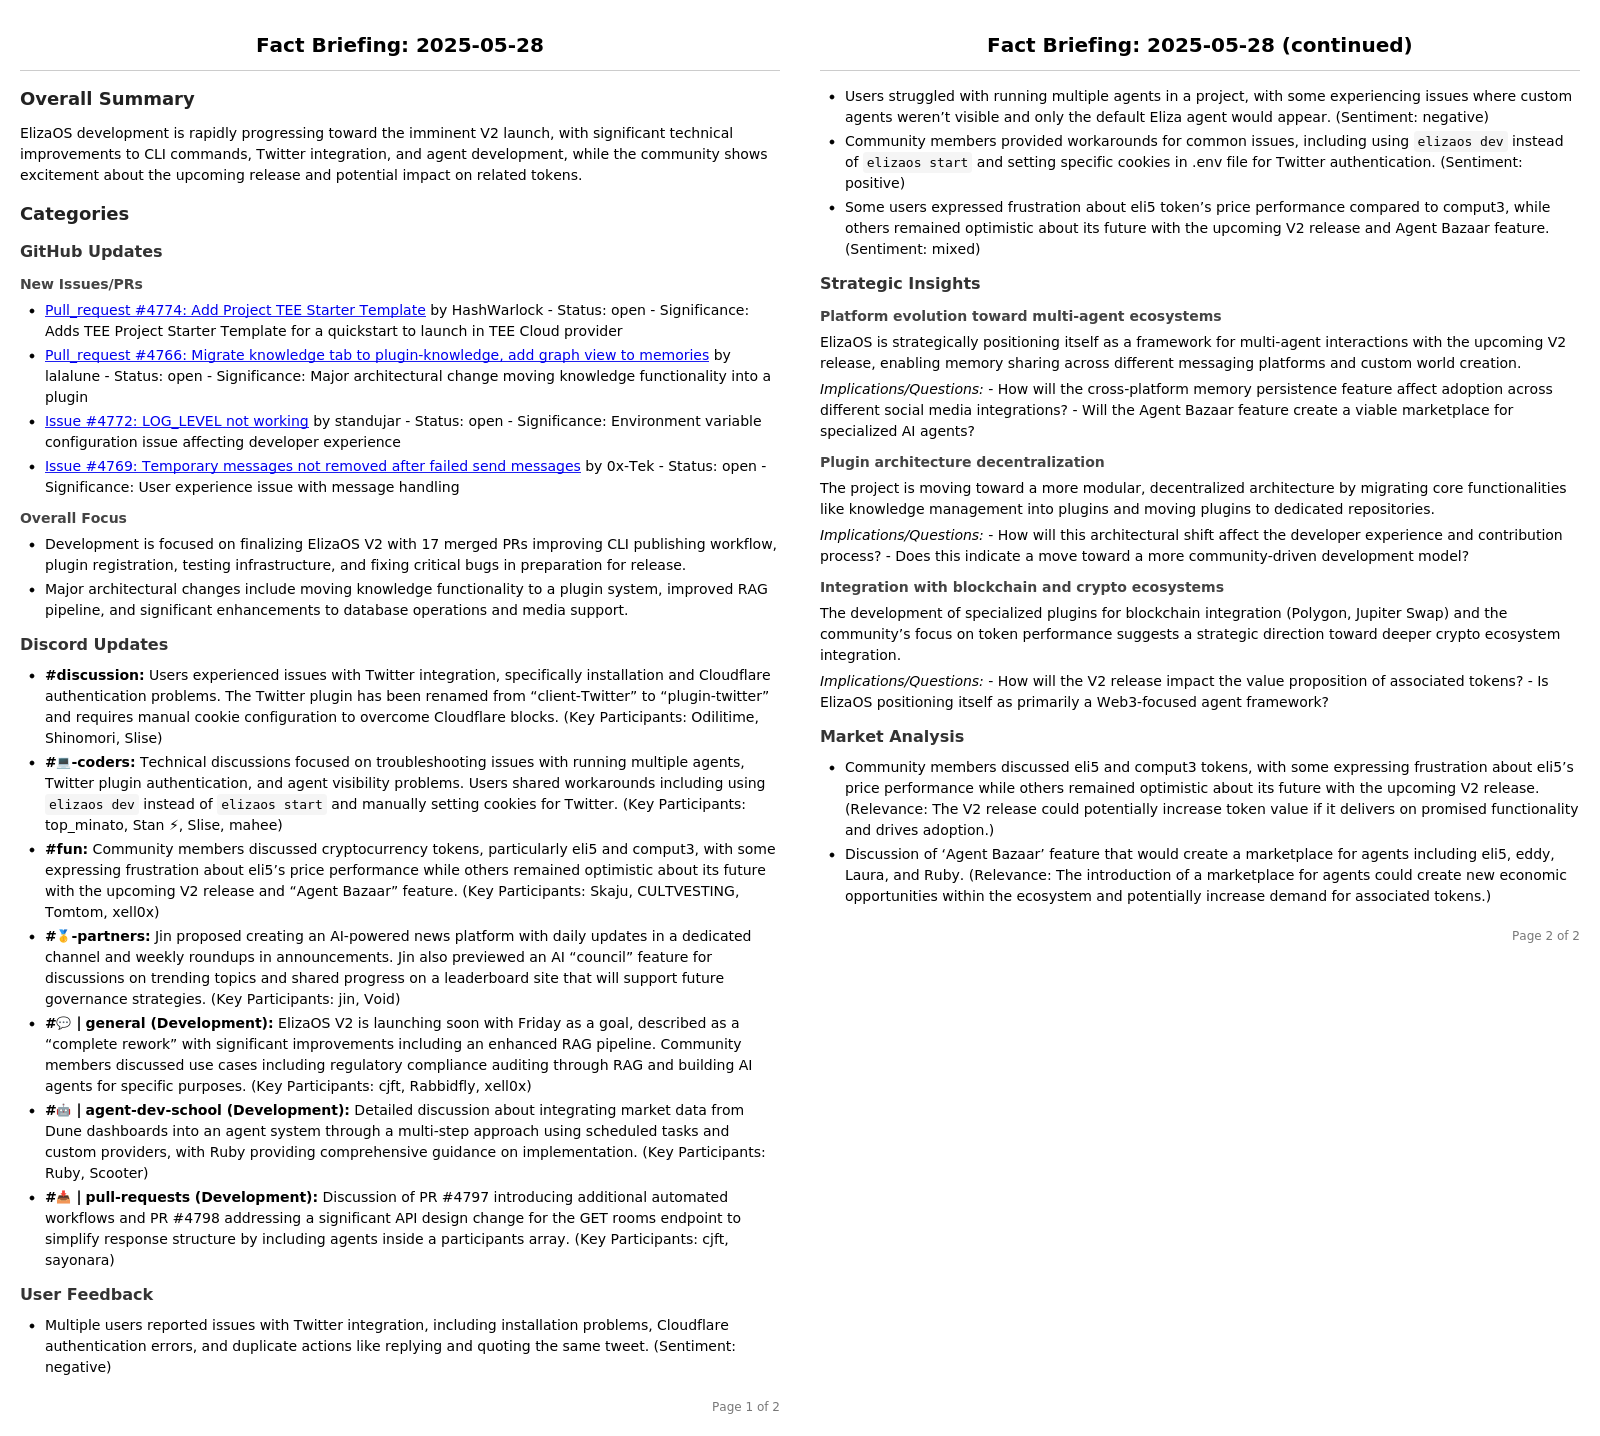 Fact Briefing: 2025-05-28
Overall Summary
ElizaOS development is rapidly progressing toward the imminent V2 launch, with significant technical
improvements to CLI commands, Twitter integration, and agent development, while the community shows
excitement about the upcoming release and potential impact on related tokens.
Categories
GitHub Updates
New Issues/PRs
• Pull_request #4774: Add Project TEE Starter Template by HashWarlock - Status: open - Significance:
Adds TEE Project Starter Template for a quickstart to launch in TEE Cloud provider
• Pull_request #4766: Migrate knowledge tab to plugin-knowledge, add graph view to memories by
lalalune - Status: open - Significance: Major architectural change moving knowledge functionality into a
plugin
• Issue #4772: LOG_LEVEL not working by standujar - Status: open - Significance: Environment variable
configuration issue affecting developer experience
• Issue #4769: Temporary messages not removed after failed send messages by 0x-Tek - Status: open -
Significance: User experience issue with message handling
Overall Focus
• Development is focused on finalizing ElizaOS V2 with 17 merged PRs improving CLI publishing workflow,
plugin registration, testing infrastructure, and fixing critical bugs in preparation for release.
• Major architectural changes include moving knowledge functionality to a plugin system, improved RAG
pipeline, and significant enhancements to database operations and media support.
Discord Updates
• #discussion: Users experienced issues with Twitter integration, specifically installation and Cloudflare
authentication problems. The Twitter plugin has been renamed from “client-Twitter” to “plugin-twitter”
and requires manual cookie configuration to overcome Cloudflare blocks. (Key Participants: Odilitime,
Shinomori, Slise)
• #💻-coders: Technical discussions focused on troubleshooting issues with running multiple agents,
Twitter plugin authentication, and agent visibility problems. Users shared workarounds including using
elizaos dev instead of elizaos start and manually setting cookies for Twitter. (Key Participants:
top_minato, Stan ⚡, Slise, mahee)
• #fun: Community members discussed cryptocurrency tokens, particularly eli5 and comput3, with some
expressing frustration about eli5’s price performance while others remained optimistic about its future
with the upcoming V2 release and “Agent Bazaar” feature. (Key Participants: Skaju, CULTVESTING,
Tomtom, xell0x)
• #🥇-partners: Jin proposed creating an AI-powered news platform with daily updates in a dedicated
channel and weekly roundups in announcements. Jin also previewed an AI “council” feature for
discussions on trending topics and shared progress on a leaderboard site that will support future
governance strategies. (Key Participants: jin, Void)
• #💬 | general (Development): ElizaOS V2 is launching soon with Friday as a goal, described as a
“complete rework” with significant improvements including an enhanced RAG pipeline. Community
members discussed use cases including regulatory compliance auditing through RAG and building AI
agents for specific purposes. (Key Participants: cjft, Rabbidfly, xell0x)
• #🤖 | agent-dev-school (Development): Detailed discussion about integrating market data from
Dune dashboards into an agent system through a multi-step approach using scheduled tasks and
custom providers, with Ruby providing comprehensive guidance on implementation. (Key Participants:
Ruby, Scooter)
• #📥 | pull-requests (Development): Discussion of PR #4797 introducing additional automated
workflows and PR #4798 addressing a significant API design change for the GET rooms endpoint to
simplify response structure by including agents inside a participants array. (Key Participants: cjft,
sayonara)
User Feedback
• Multiple users reported issues with Twitter integration, including installation problems, Cloudflare
authentication errors, and duplicate actions like replying and quoting the same tweet. (Sentiment:
negative)
Page 1 of 2
Fact Briefing: 2025-05-28 (continued)
• Users struggled with running multiple agents in a project, with some experiencing issues where custom
agents weren’t visible and only the default Eliza agent would appear. (Sentiment: negative)
• Community members provided workarounds for common issues, including using elizaos dev instead
of elizaos start and setting specific cookies in .env file for Twitter authentication. (Sentiment:
positive)
• Some users expressed frustration about eli5 token’s price performance compared to comput3, while
others remained optimistic about its future with the upcoming V2 release and Agent Bazaar feature.
(Sentiment: mixed)
Strategic Insights
Platform evolution toward multi-agent ecosystems
ElizaOS is strategically positioning itself as a framework for multi-agent interactions with the upcoming V2
release, enabling memory sharing across different messaging platforms and custom world creation.
Implications/Questions: - How will the cross-platform memory persistence feature affect adoption across
different social media integrations? - Will the Agent Bazaar feature create a viable marketplace for
specialized AI agents?
Plugin architecture decentralization
The project is moving toward a more modular, decentralized architecture by migrating core functionalities
like knowledge management into plugins and moving plugins to dedicated repositories.
Implications/Questions: - How will this architectural shift affect the developer experience and contribution
process? - Does this indicate a move toward a more community-driven development model?
Integration with blockchain and crypto ecosystems
The development of specialized plugins for blockchain integration (Polygon, Jupiter Swap) and the
community’s focus on token performance suggests a strategic direction toward deeper crypto ecosystem
integration.
Implications/Questions: - How will the V2 release impact the value proposition of associated tokens? - Is
ElizaOS positioning itself as primarily a Web3-focused agent framework?
Market Analysis
• Community members discussed eli5 and comput3 tokens, with some expressing frustration about eli5’s
price performance while others remained optimistic about its future with the upcoming V2 release.
(Relevance: The V2 release could potentially increase token value if it delivers on promised functionality
and drives adoption.)
• Discussion of ‘Agent Bazaar’ feature that would create a marketplace for agents including eli5, eddy,
Laura, and Ruby. (Relevance: The introduction of a marketplace for agents could create new economic
opportunities within the ecosystem and potentially increase demand for associated tokens.)
Page 2 of 2